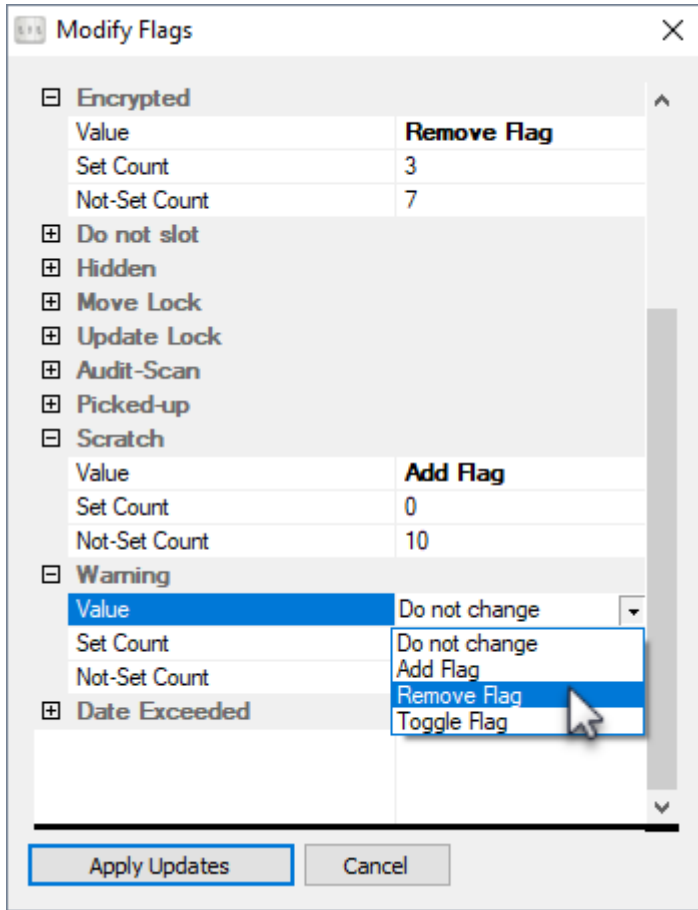 Modify Flags
Encrypted
Value Remove Flag
Set Count 3
Not-Set Count 7
Do not slot
Hidden
Move Lock
Update Lock
Audit-Scan
Picked-up
Scratch
Value Add Flag
Set Count 0
Not-Set Count 10
Warning
Value Do not change
Set Count Do not change
Add Flag
Not-Set Count Remove Flag
Date Exceeded Toggle Flag
Apply Updates Cancel